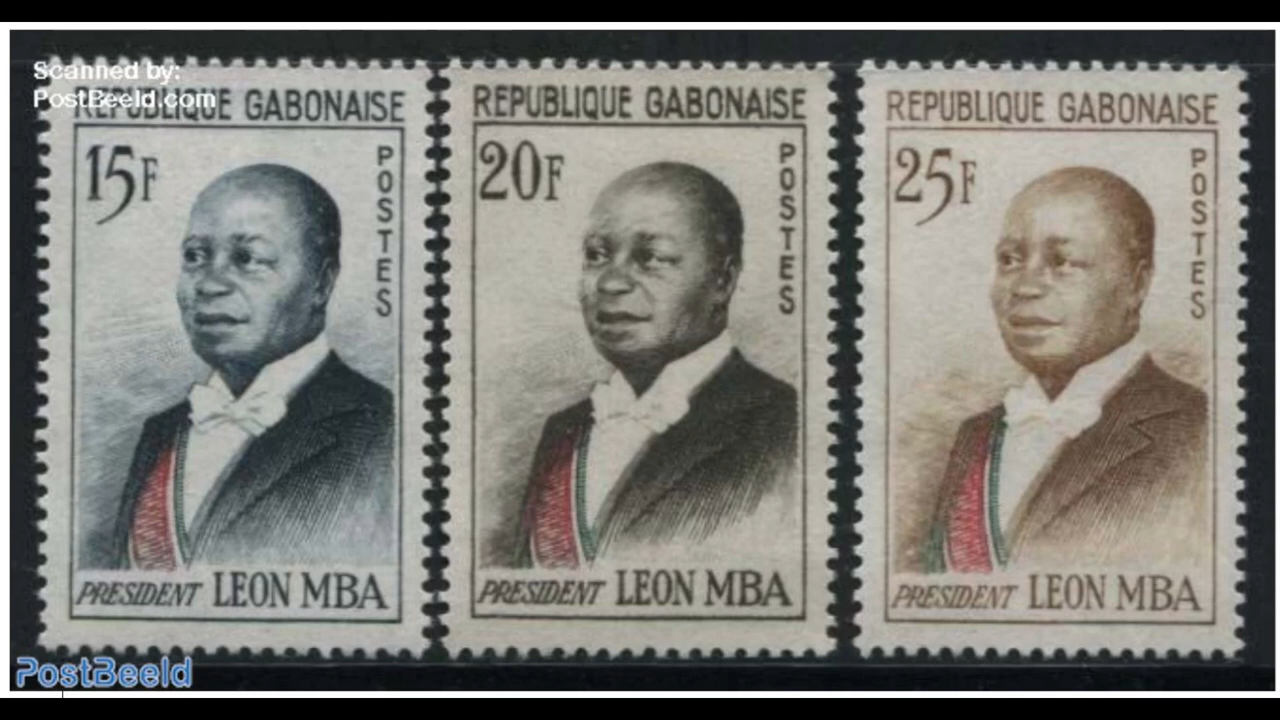 Scanned by:
PostBeeld.com
REPUBLIQUE GABONAISE
15F
POSTES
PRESIDENT LEON MBA
REPUBLIQUE GABONAISE
20F
POSTES
PRESIDENT LEON MBA
REPUBLIQUE GABONAISE
25F
POSTES
PRESIDENT LEON MBA
PostBeeld